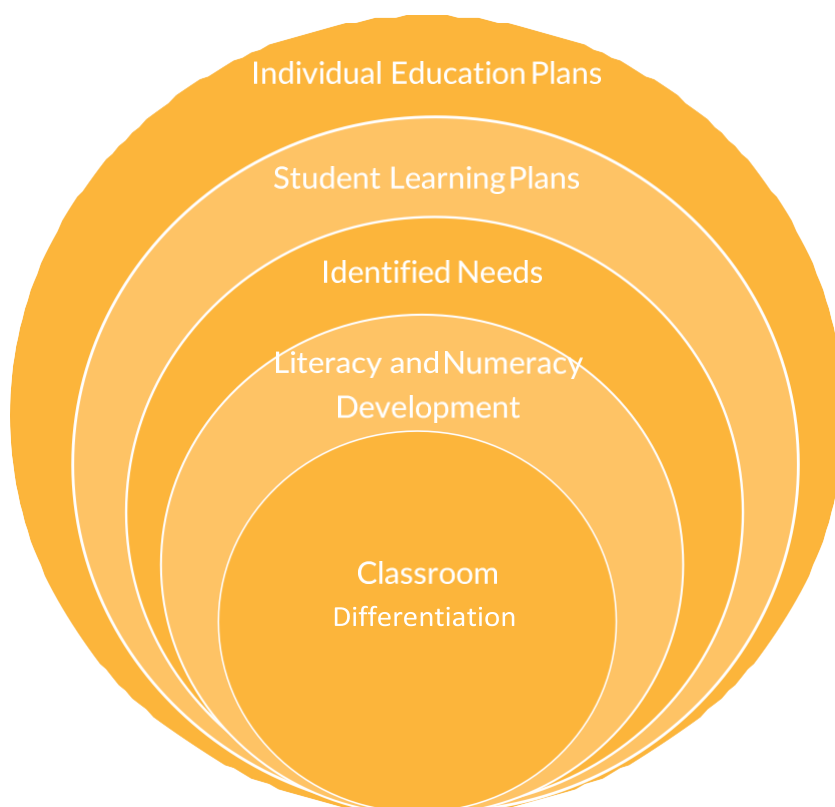 Individual Education Plans
Student Learning Plans
Identified Needs
Literacy and Numeracy
Development
Classroom
Differentiation